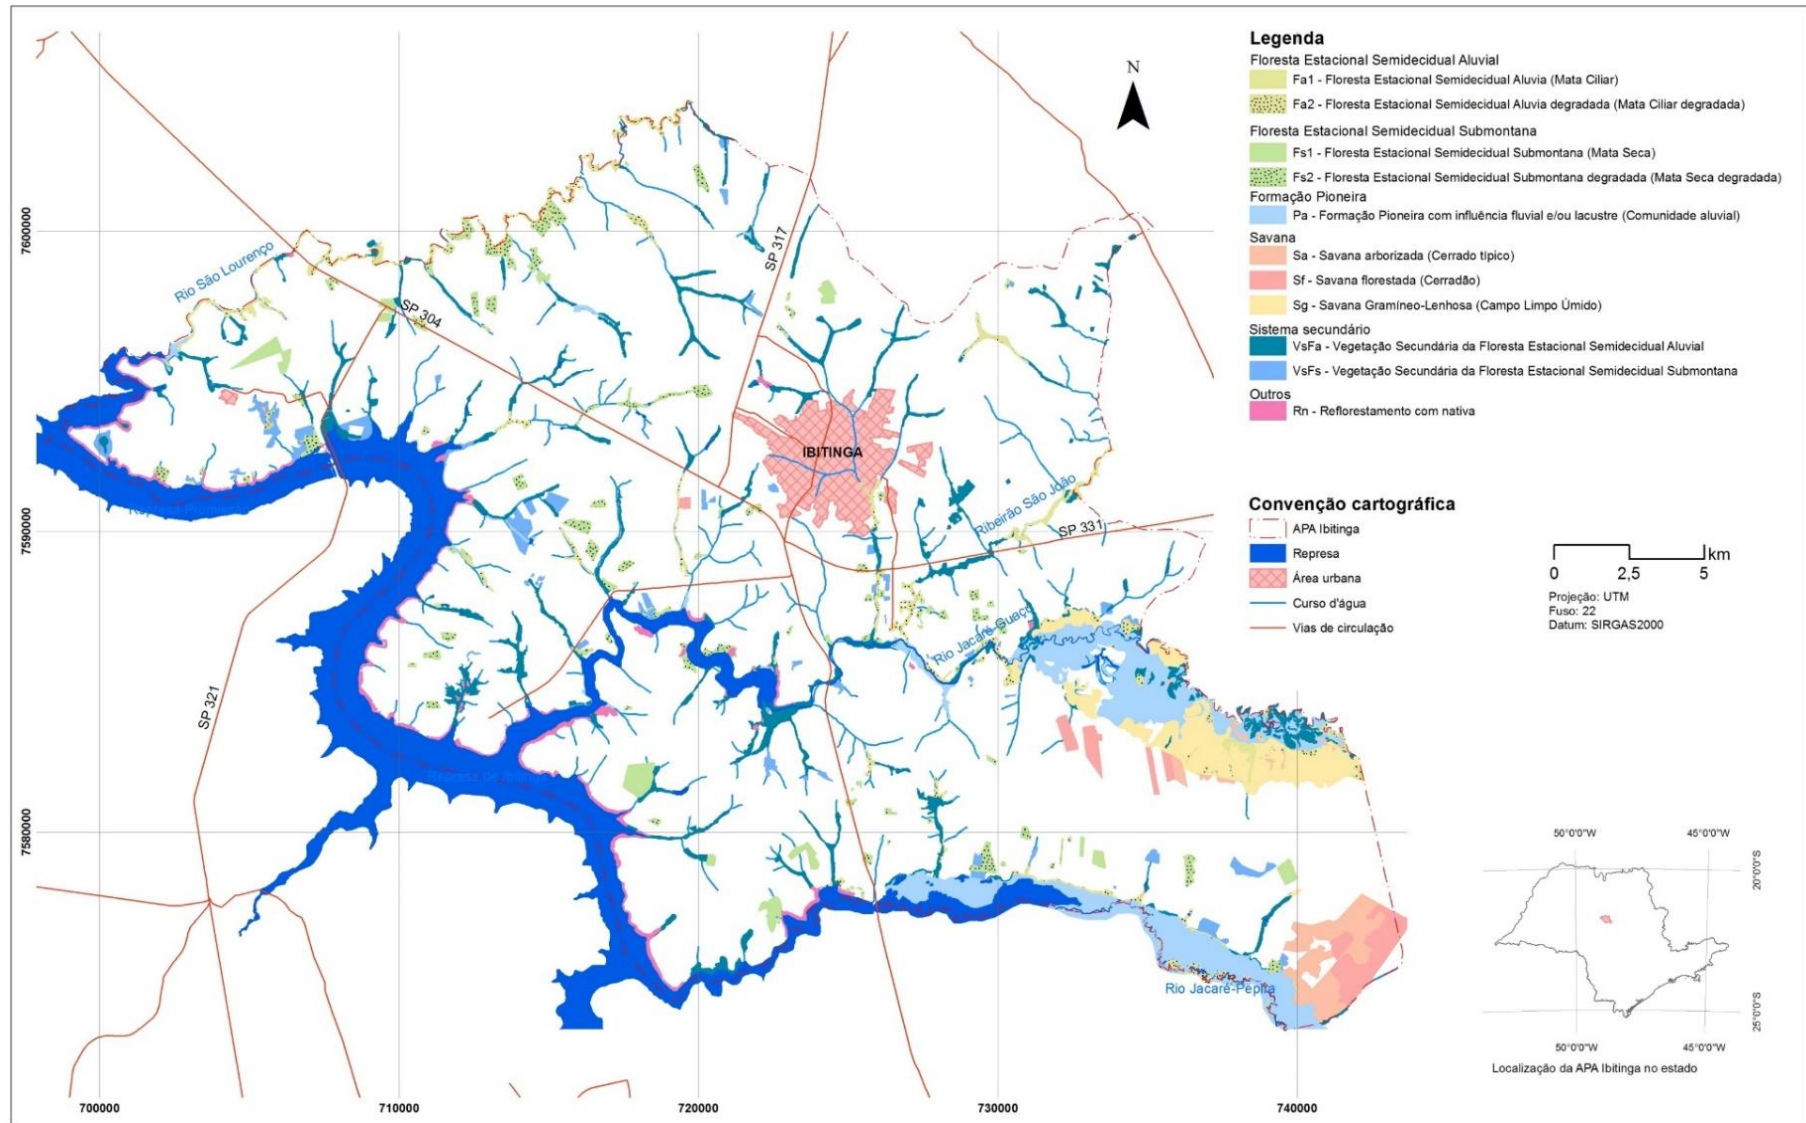 Legenda
Floresta Estacional Semidecidual Aluvial
Fa1 - Floresta Estacional Semidecidual Aluvia (Mata Ciliar)
Fa2 - Floresta Estacional Semidecidual Aluvia degradada (Mata Ciliar degradada)
Floresta Estacional Semidecidual Submontana
Fs1 - Floresta Estacional Semidecidual Submontana (Mata Seca)
Fs2 - Floresta Estacional Semidecidual Submontana degradada (Mata Seca degradada)
Formação Pioneira
Pa - Formação Pioneira com influência fluvial e/ou lacustre (Comunidade aluvial)
Savana
Sa - Savana arborizada (Cerrado típico)
Sf - Savana florestada (Cerradão)
Sg - Savana Gramíneo-Lenhosa (Campo Limpo Úmido)
Sistema secundário
VsFa - Vegetação Secundária da Floresta Estacional Semidecidual Aluvial
VsFs - Vegetação Secundária da Floresta Estacional Semidecidual Submontana
Outros
Rn - Reflorestamento com nativa
Convenção cartográfica
APA Ibitinga
Represa
Área urbana
Curso d'água
Vias de circulação
km
0 2,5 5
Projeção: UTM
Fuso: 22
Datum: SIRGAS2000
N
7600000
7590000
7580000
Rio São Lourenço
SP 304
SP 317
IBITINGA
Ribeirão São João
SP 331
Rio Jacaré-Guaçu
SP 321
Represa de
Rio Jacaré-Pepira
700000 710000 720000 730000 740000
50°0'0"W 45°0'0"W
20°0'0"S
25°0'0"S
50°0'0"W 45°0'0"W
Localização da APA Ibitinga no estado